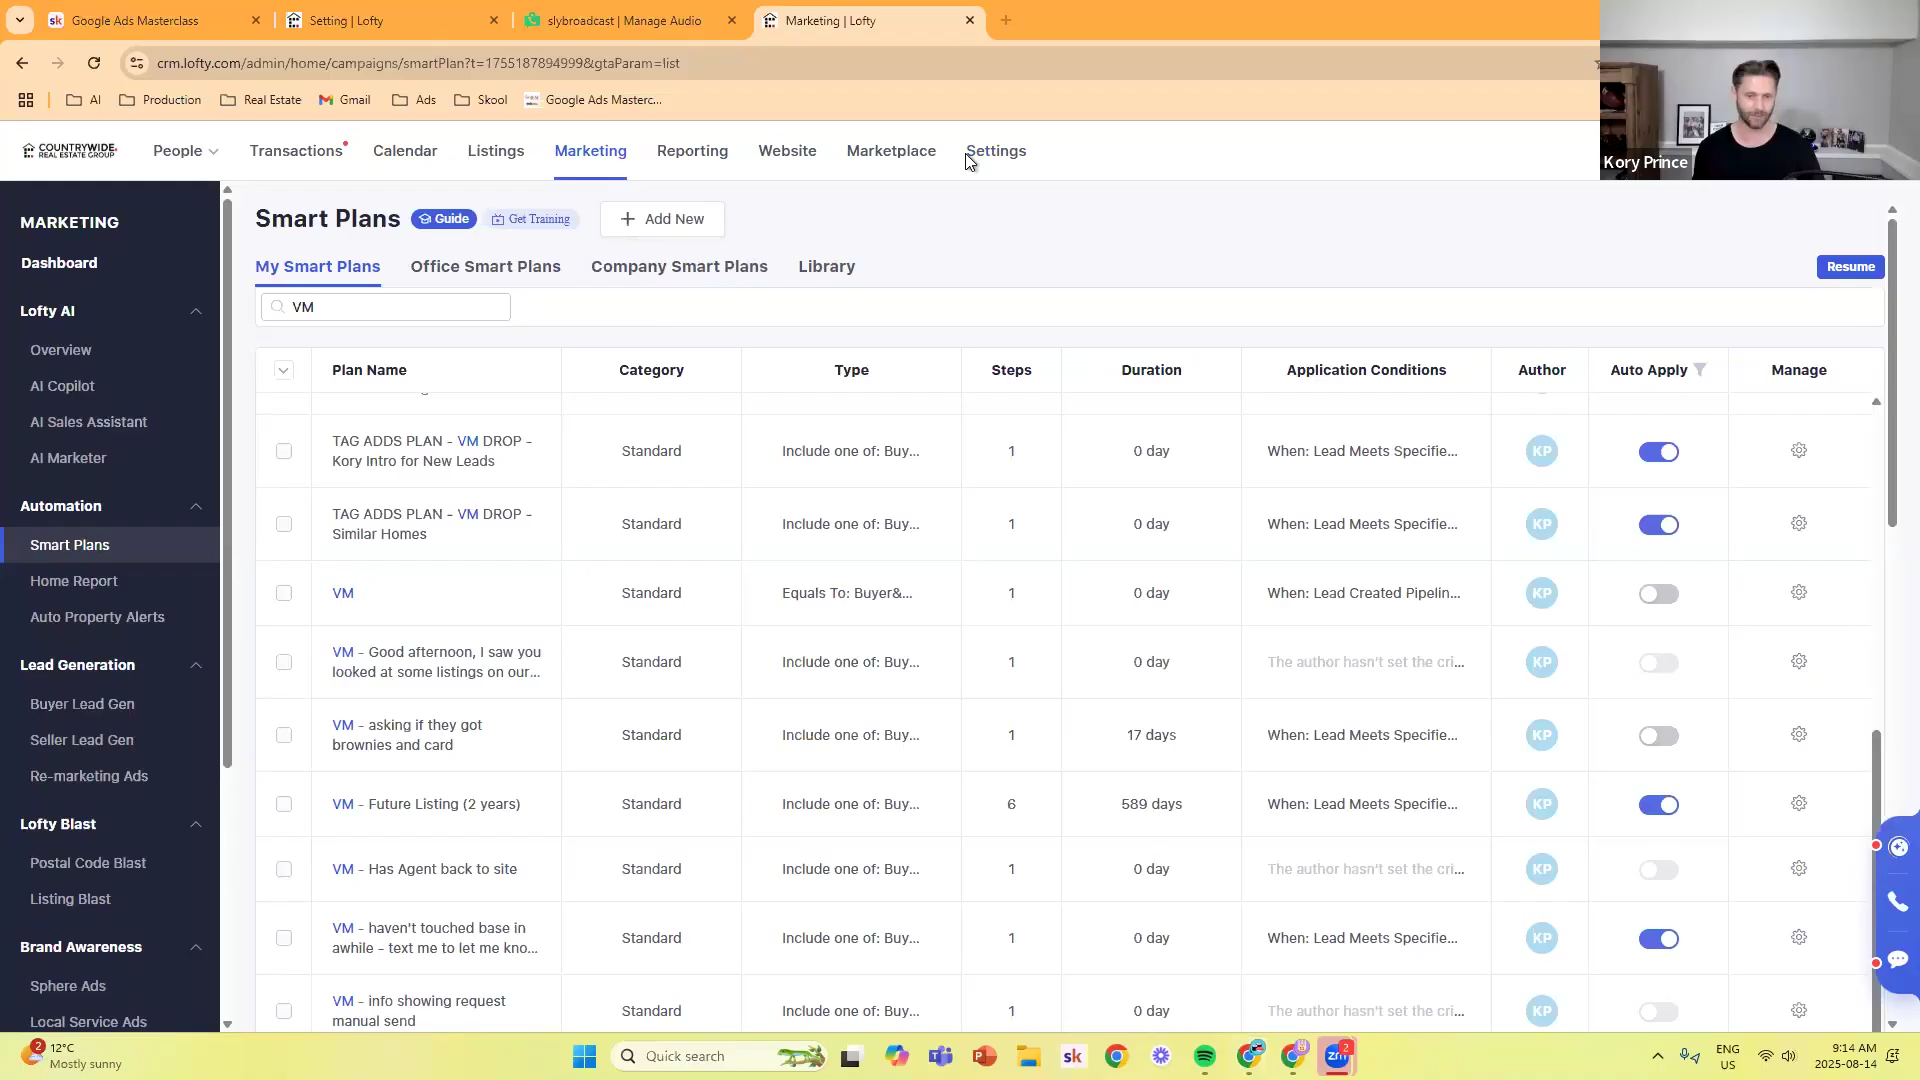 Google Ads Masterclass
Setting | Lofty
slybroadcast | Manage Audio
Marketing | Lofty
crm.lofty.com/admin/home/campaigns/smartPlan?t=1755187894999&gtaParam=list
AI
Production
Real Estate
Gmail
Ads
Skool
Google Ads Masterc...
COUNTRYWIDE
REAL ESTATE GROUP
People
Transactions
Calendar
Listings
Marketing
Reporting
Website
Marketplace
Settings
Kory Prince
MARKETING
Dashboard
Lofty AI
Overview
AI Copilot
AI Sales Assistant
AI Marketer
Automation
Smart Plans
Home Report
Auto Property Alerts
Lead Generation
Buyer Lead Gen
Seller Lead Gen
Re-marketing Ads
Lofty Blast
Postal Code Blast
Listing Blast
Brand Awareness
Sphere Ads
Local Service Ads
Smart Plans
Guide
Get Training
Add New
My Smart Plans
Office Smart Plans
Company Smart Plans
Library
Resume
VM
Plan Name
Category
Type
Steps
Duration
Application Conditions
Author
Auto Apply
Manage
TAG ADDS PLAN - VM DROP -
Kory Intro for New Leads
Standard
Include one of: Buy...
1
0 day
When: Lead Meets Specifie...
KP
TAG ADDS PLAN - VM DROP -
Similar Homes
Standard
Include one of: Buy...
1
0 day
When: Lead Meets Specifie...
KP
VM
Standard
Equals To: Buyer&...
1
0 day
When: Lead Created Pipelin...
KP
VM - Good afternoon, I saw you
looked at some listings on our...
Standard
Include one of: Buy...
1
0 day
The author hasn't set the cri...
KP
VM - asking if they got
brownies and card
Standard
Include one of: Buy...
1
17 days
When: Lead Meets Specifie...
KP
VM - Future Listing (2 years)
Standard
Include one of: Buy...
6
589 days
When: Lead Meets Specifie...
KP
VM - Has Agent back to site
Standard
Include one of: Buy...
1
0 day
The author hasn't set the cri...
KP
VM - haven't touched base in
awhile - text me to let me kno...
Standard
Include one of: Buy...
1
0 day
When: Lead Meets Specifie...
KP
VM - info showing request
manual send
Standard
Include one of: Buy...
1
0 day
The author hasn't set the cri...
KP
2
12°C
Mostly sunny
Quick search
sk
zm
2
ENG
US
9:14 AM
2025-08-14